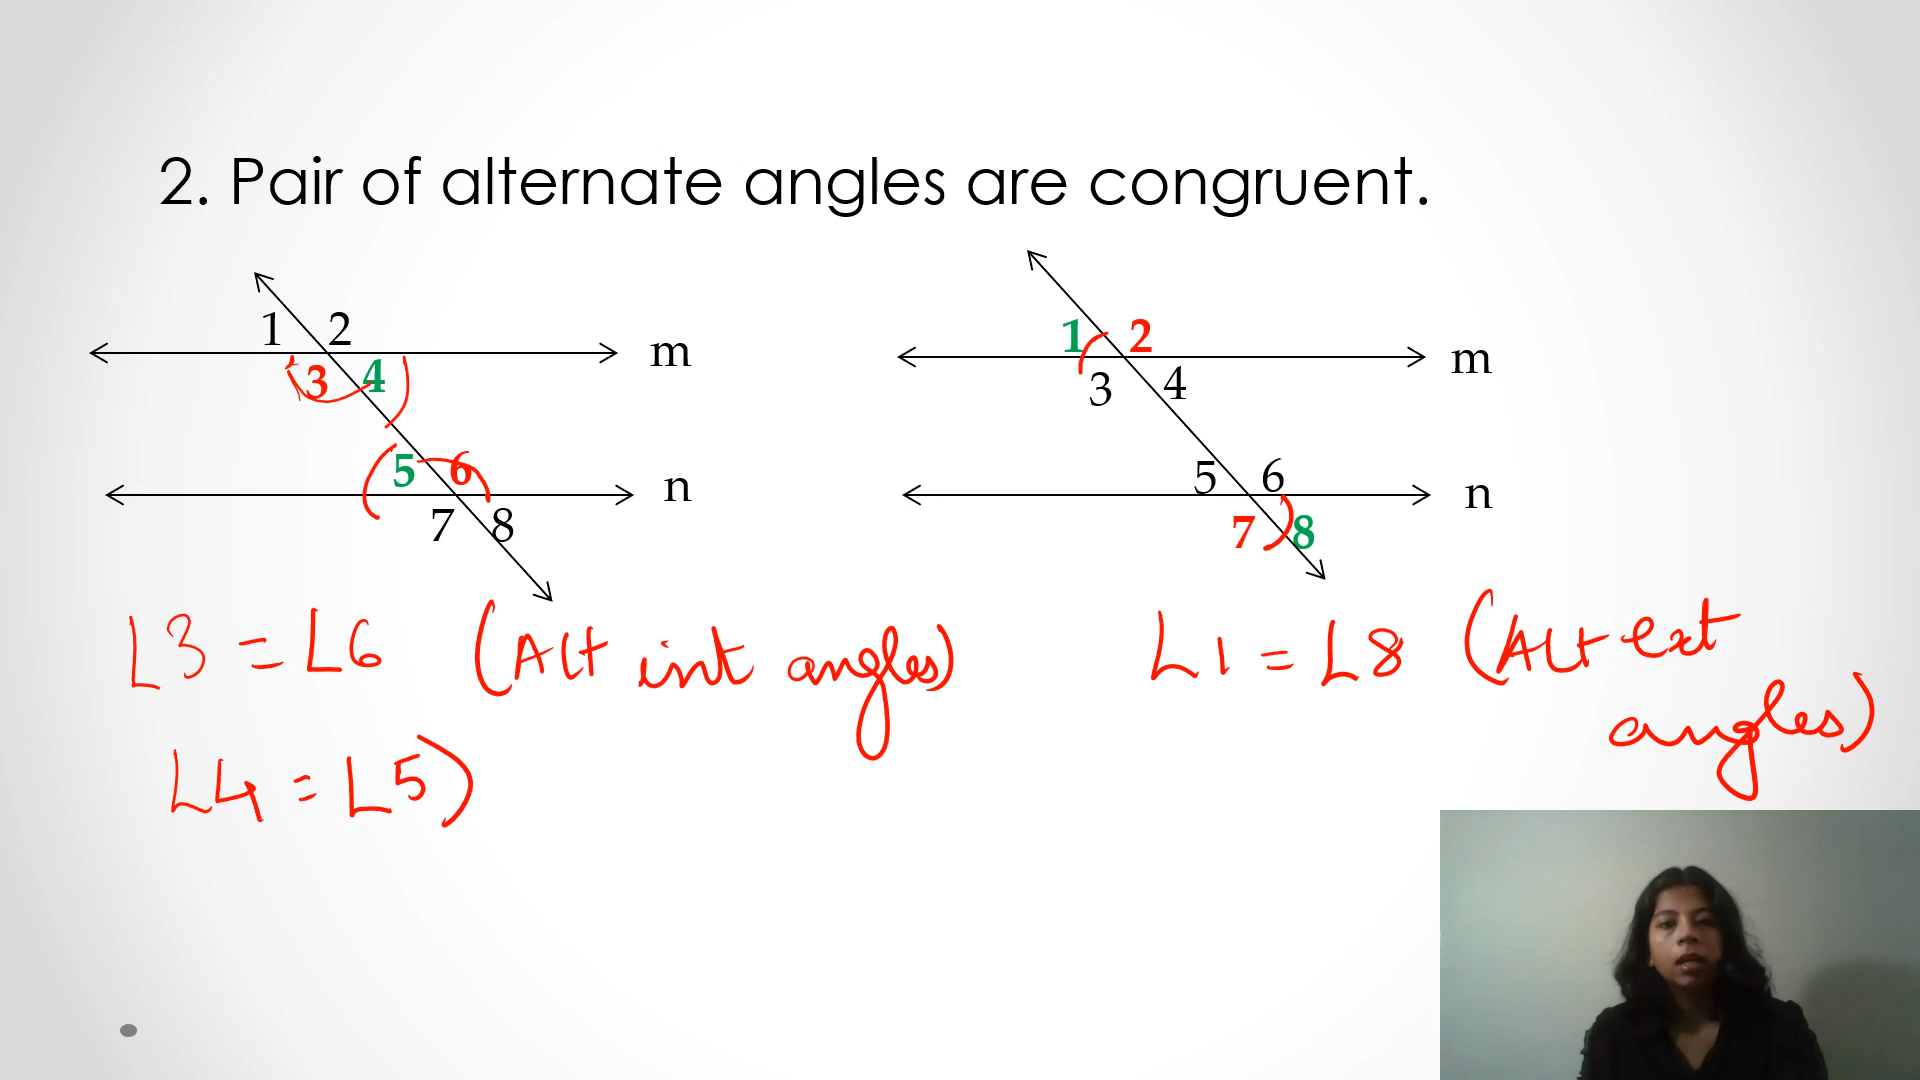 2. Pair of alternate angles are congruent.
1 2
m
3 4
5 6
n
7 8
1 2
m
3 4
5 6
n
7 8
∠3 = ∠6 (Alt int angles)
∠4 = ∠5)
∠1 = ∠8 (Alt ext
angles)